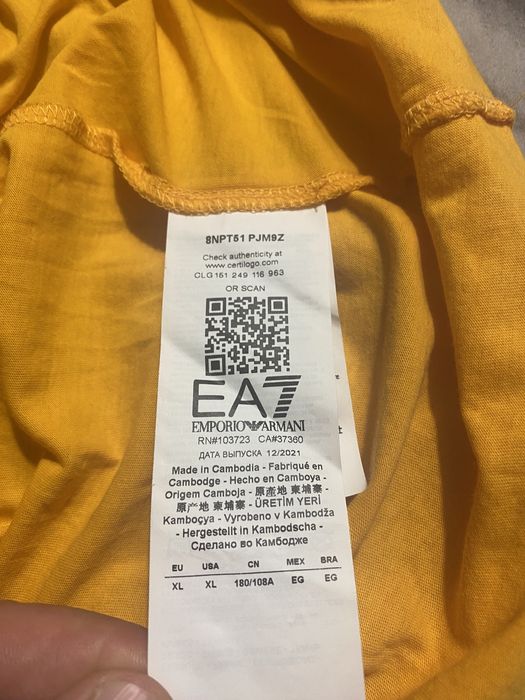 8NPT51 PJM9Z
Check authenticity at
www.certilogo.com
CLG 151 249 116 963
OR SCAN
EA7
EMPORIO ARMANI
RN#103723 CA#37360
ДАТА ВЫПУСКА 12/2021
Made in Cambodia - Fabriqué en
Cambodge - Hecho en Camboya -
Origem Camboja - 原產地 柬埔寨 -
原产地 柬埔寨 - ÜRETİM YERİ
Kamboçya - Vyrobeno v Kambodža
- Hergestellt in Kambodscha -
Сделано во Камбодже
EU USA CN MEX BRA
XL XL 180/108A EG EG